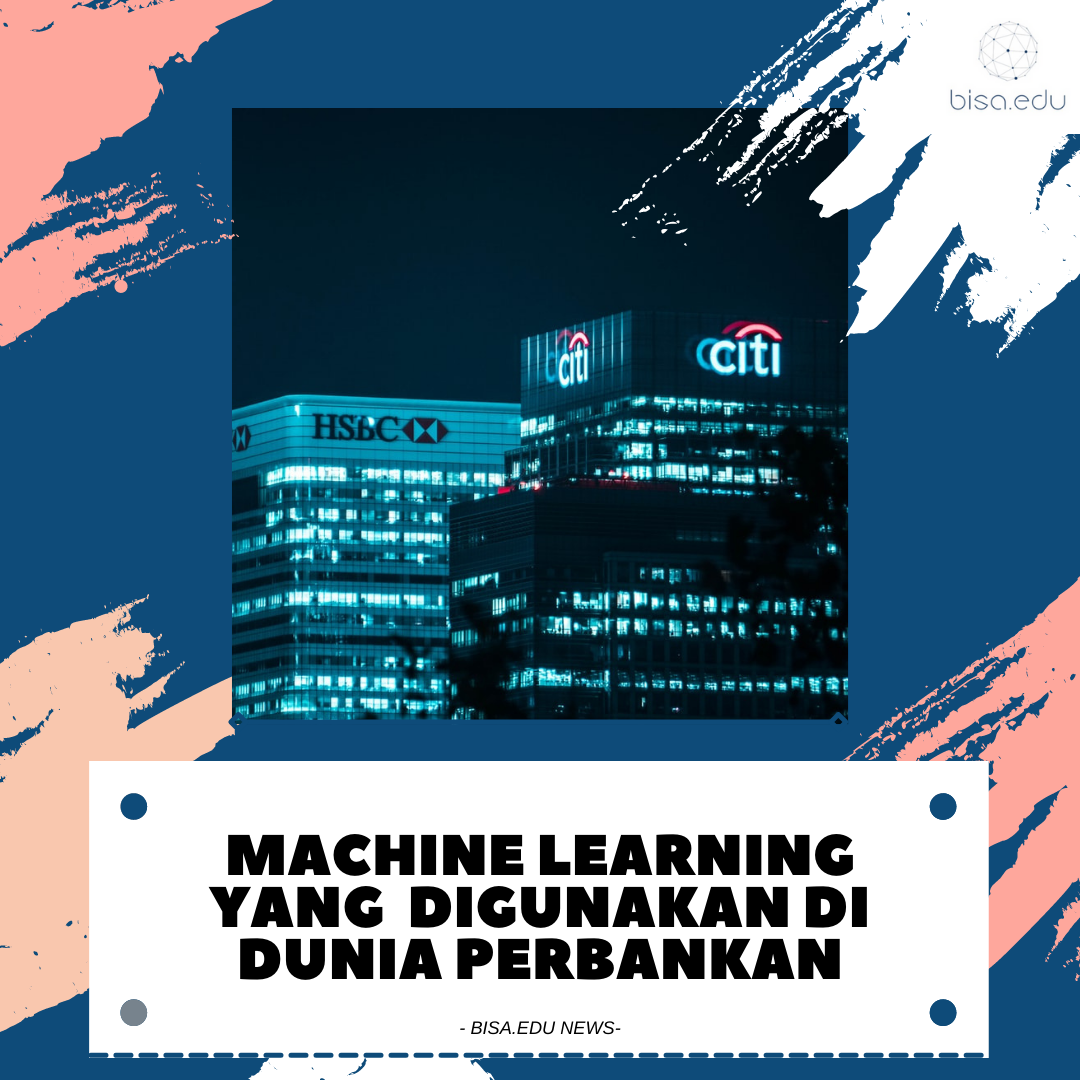 bisa.edu
citi
citi
HSBC
MACHINE LEARNING
YANG DIGUNAKAN DI
DUNIA PERBANKAN
- BISA.EDU NEWS-